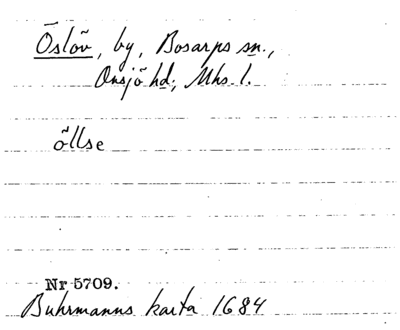 Öslöv, by, Bosarps sn.,
Onsjö hd., Mhs. l.
öllse
Nr 5709.
Buhrmanns karta 1684